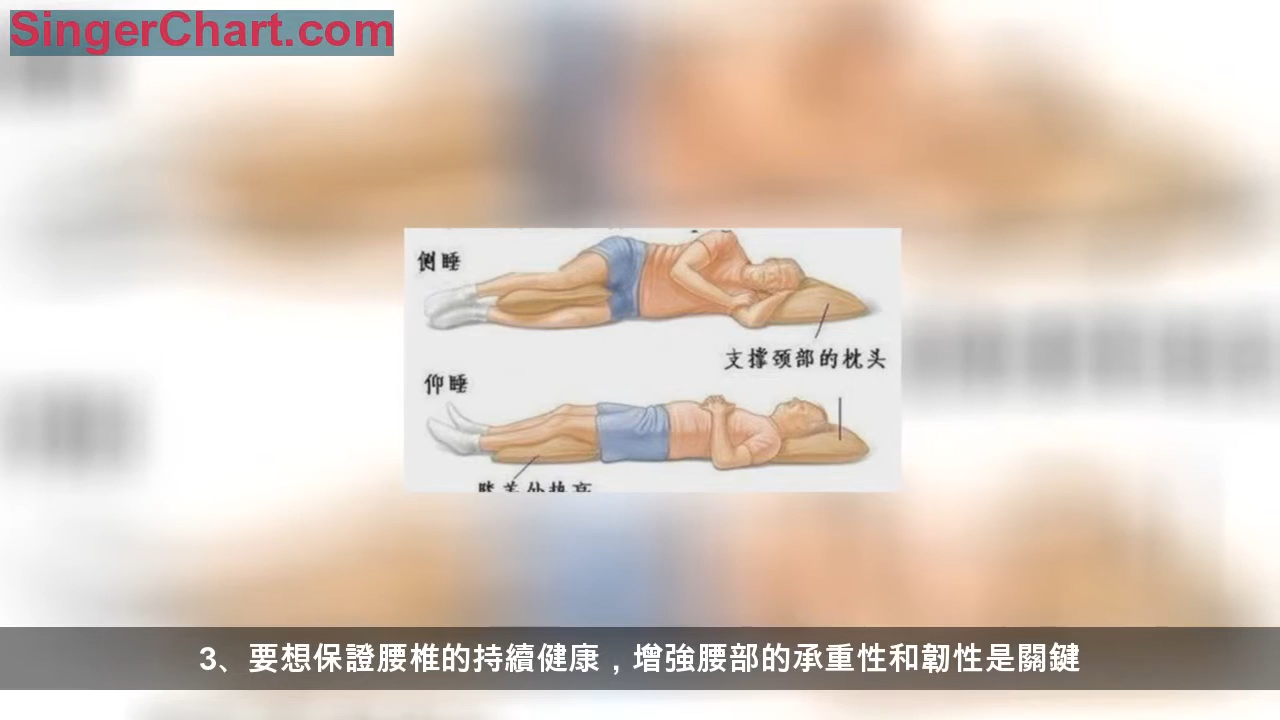 SingerChart.com
侧睡
支撑颈部的枕头
仰睡
3、要想保證腰椎的持續健康，增強腰部的承重性和韌性是關鍵